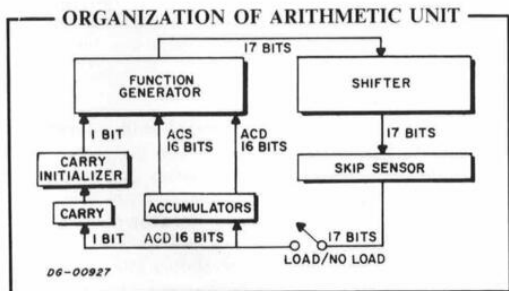 ORGANIZATION OF ARITHMETIC UNIT
17 BITS
FUNCTION
GENERATOR
SHIFTER
1 BIT
ACS
16 BITS
ACD
16 BITS
17 BITS
CARRY
INITIALIZER
SKIP SENSOR
CARRY
ACCUMULATORS
1 BIT
ACD 16 BITS
17 BITS
LOAD/NO LOAD
DG-00927